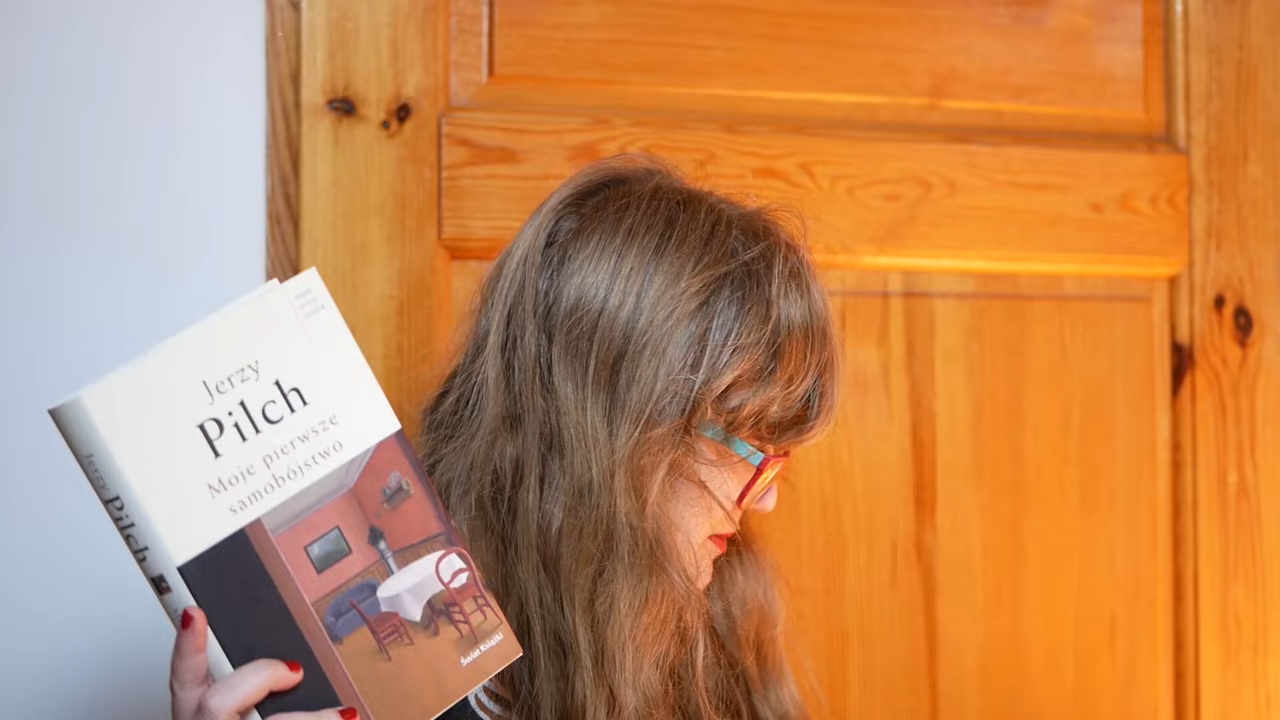 Jerzy
Pilch
Moje pierwsze
samobójstwo
Świat Książki
Jerzy Pilch